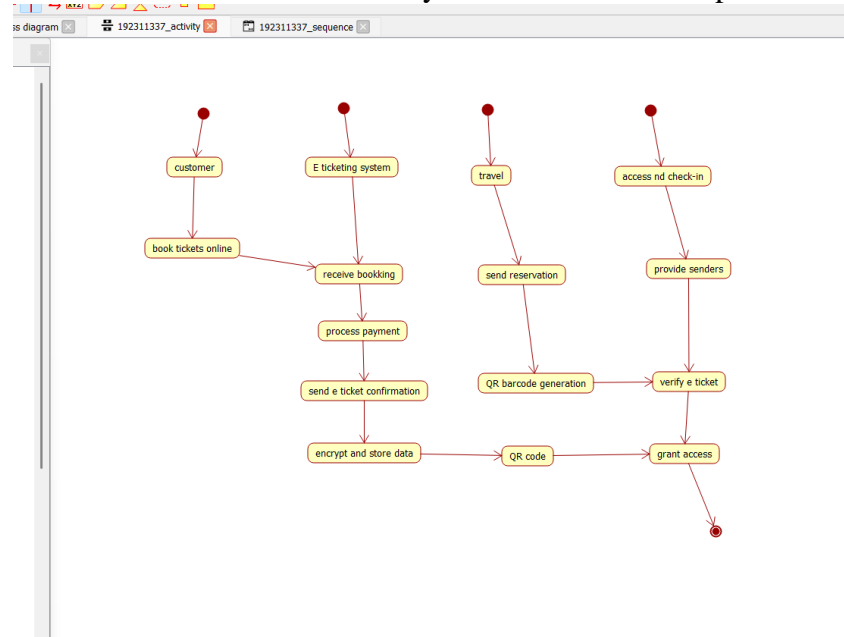 XYZ
ss diagram
192311337_activity
192311337_sequence
customer
E ticketing system
travel
access nd check-in
book tickets online
receive bookking
send reservation
provide senders
process payment
send e ticket confirmation
QR barcode generation
verify e ticket
encrypt and store data
QR code
grant access